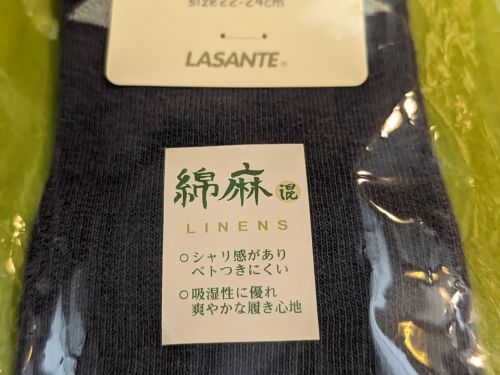 size22-24cm
LASANTE®
綿麻 混
LINENS
○シャリ感があり
ベトつきにくい
○吸湿性に優れ
爽やかな履き心地